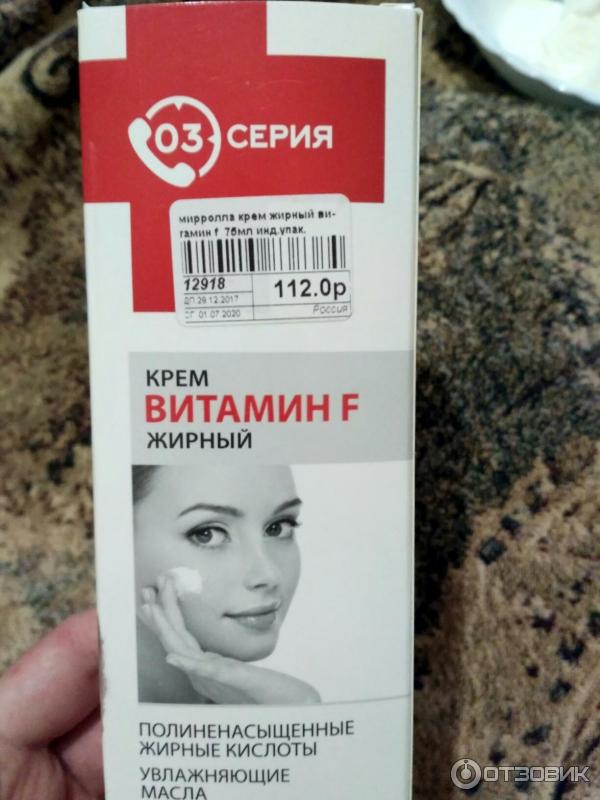 03 СЕРИЯ
мирролла крем жирный ви-
тамин f 75мл инд.упак.
12918
112.0р
ДП 29.12.2017
СГ 01.07.2020
Россия
КРЕМ
ВИТАМИН F
ЖИРНЫЙ
ПОЛИНЕНАСЫЩЕННЫЕ
ЖИРНЫЕ КИСЛОТЫ
УВЛАЖНЯЮЩИЕ
МАСЛА
ОТЗОВИК